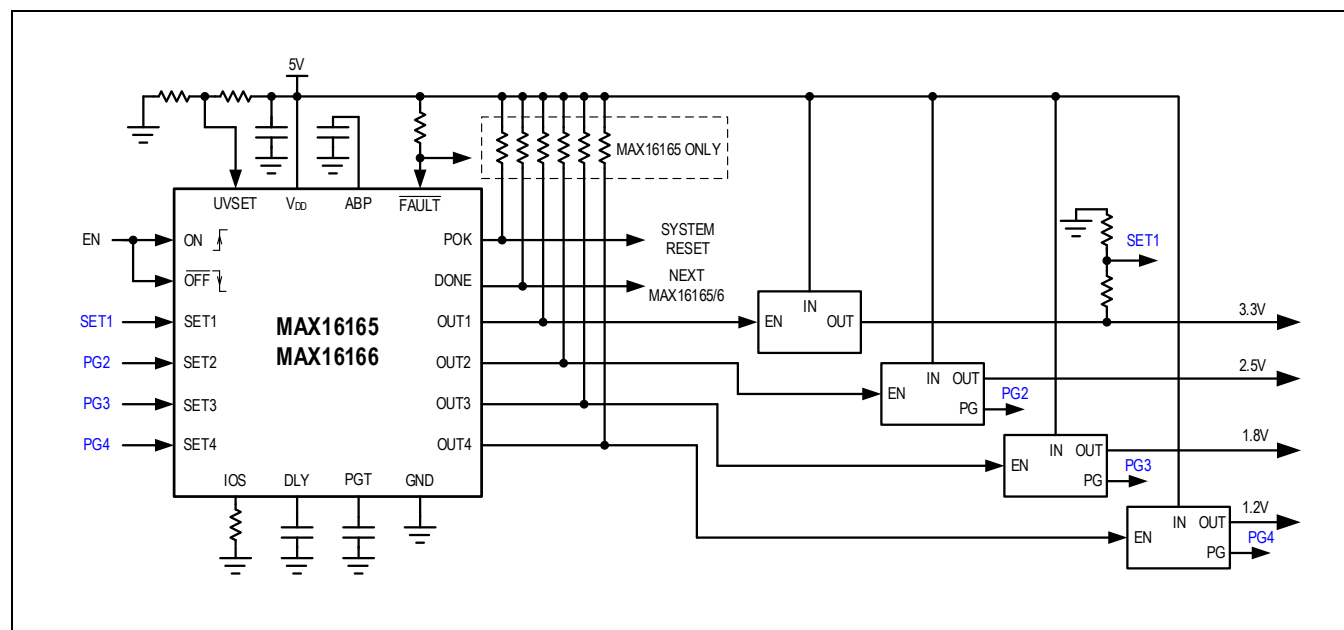 5V
MAX16165 ONLY
UVSET
VDD
ABP
FAULT
EN
ON
POK
SYSTEM
RESET
SET1
OFF
DONE
NEXT
MAX16165/6
IN
SET1
SET1
MAX16165
MAX16166
OUT1
EN
OUT
3.3V
PG2
SET2
OUT2
IN
OUT
2.5V
EN
PG
PG2
PG3
SET3
OUT3
PG4
SET4
OUT4
IN
OUT
1.8V
EN
PG
PG3
IOS
DLY
PGT
GND
IN
OUT
1.2V
EN
PG
PG4